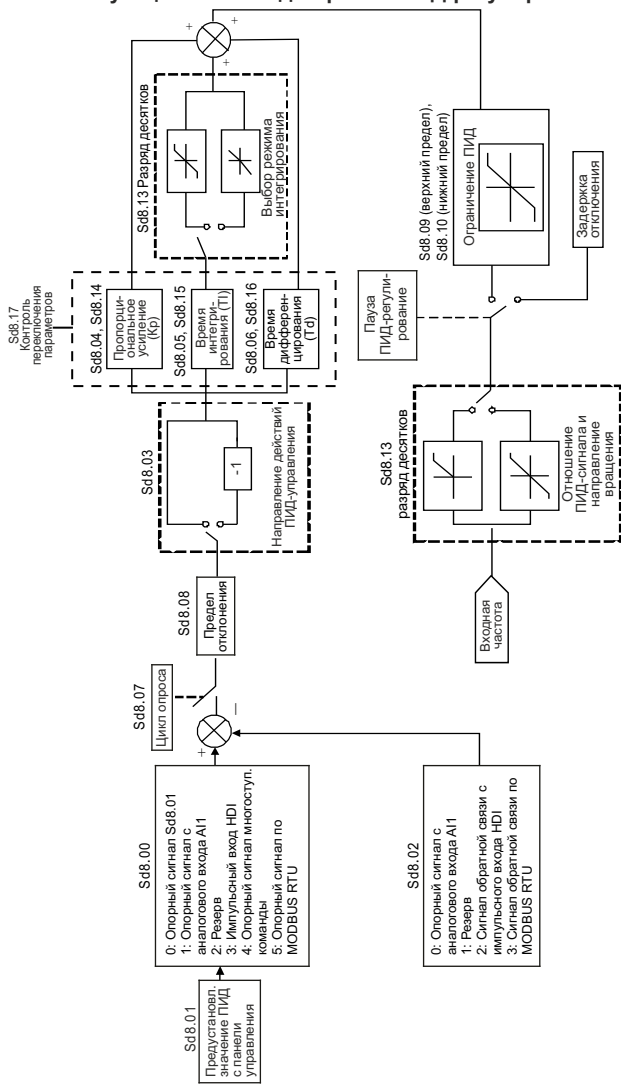 Sd8.01
Предустановл.
значение ПИД
с панели
управления
Sd8.00
0: Опорный сигнал Sd8.01
1: Опорный сигнал с
аналогового входа AI1
2: Резерв
3: Импульсный вход HDI
4: Опорный сигнал многоступ.
команды
5: Опорный сигнал по
MODBUS RTU
Sd8.02
0: Опорный сигнал с
аналогового входа AI1
1: Резерв
2: Сигнал обратной связи с
импульсного входа HDI
3: Сигнал обратной связи по
MODBUS RTU
+
−
Sd8.07
Цикл опроса
Sd8.08
Предел
отклонения
Sd8.03
-1
Направление действий
ПИД-управления
Sd8.17
Контроль
переключения
параметров
Sd8.04, Sd8.14
Пропорци-
ональное
усиление
(Kp)
Sd8.05, Sd8.15
Время
интегри-
рования (TI)
Sd8.06, Sd8.16
Время
дифферен-
цирования
(Td)
Sd8.13 Разряд десятков
Выбор режима
интегрирования
+
+
+
Sd8.09 (верхний предел),
Sd8.10 (нижний предел)
Ограничение ПИД
Пауза
ПИД-регули-
рование
Задержка
отключения
Sd8.13
разряд десятков
Отношение
ПИД-сигнала и
направление
вращения
Входная
частота